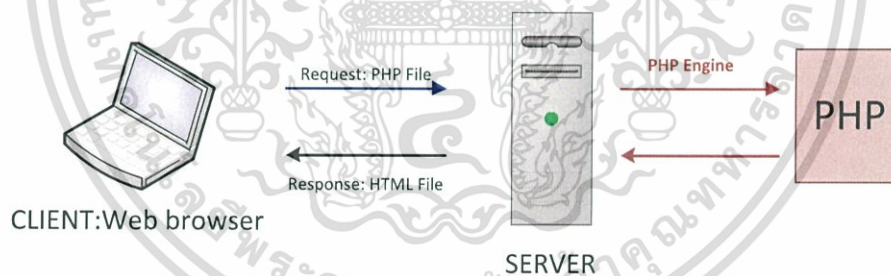 Request: PHP File
PHP Engine
PHP
Response: HTML File
CLIENT:Web browser
SERVER